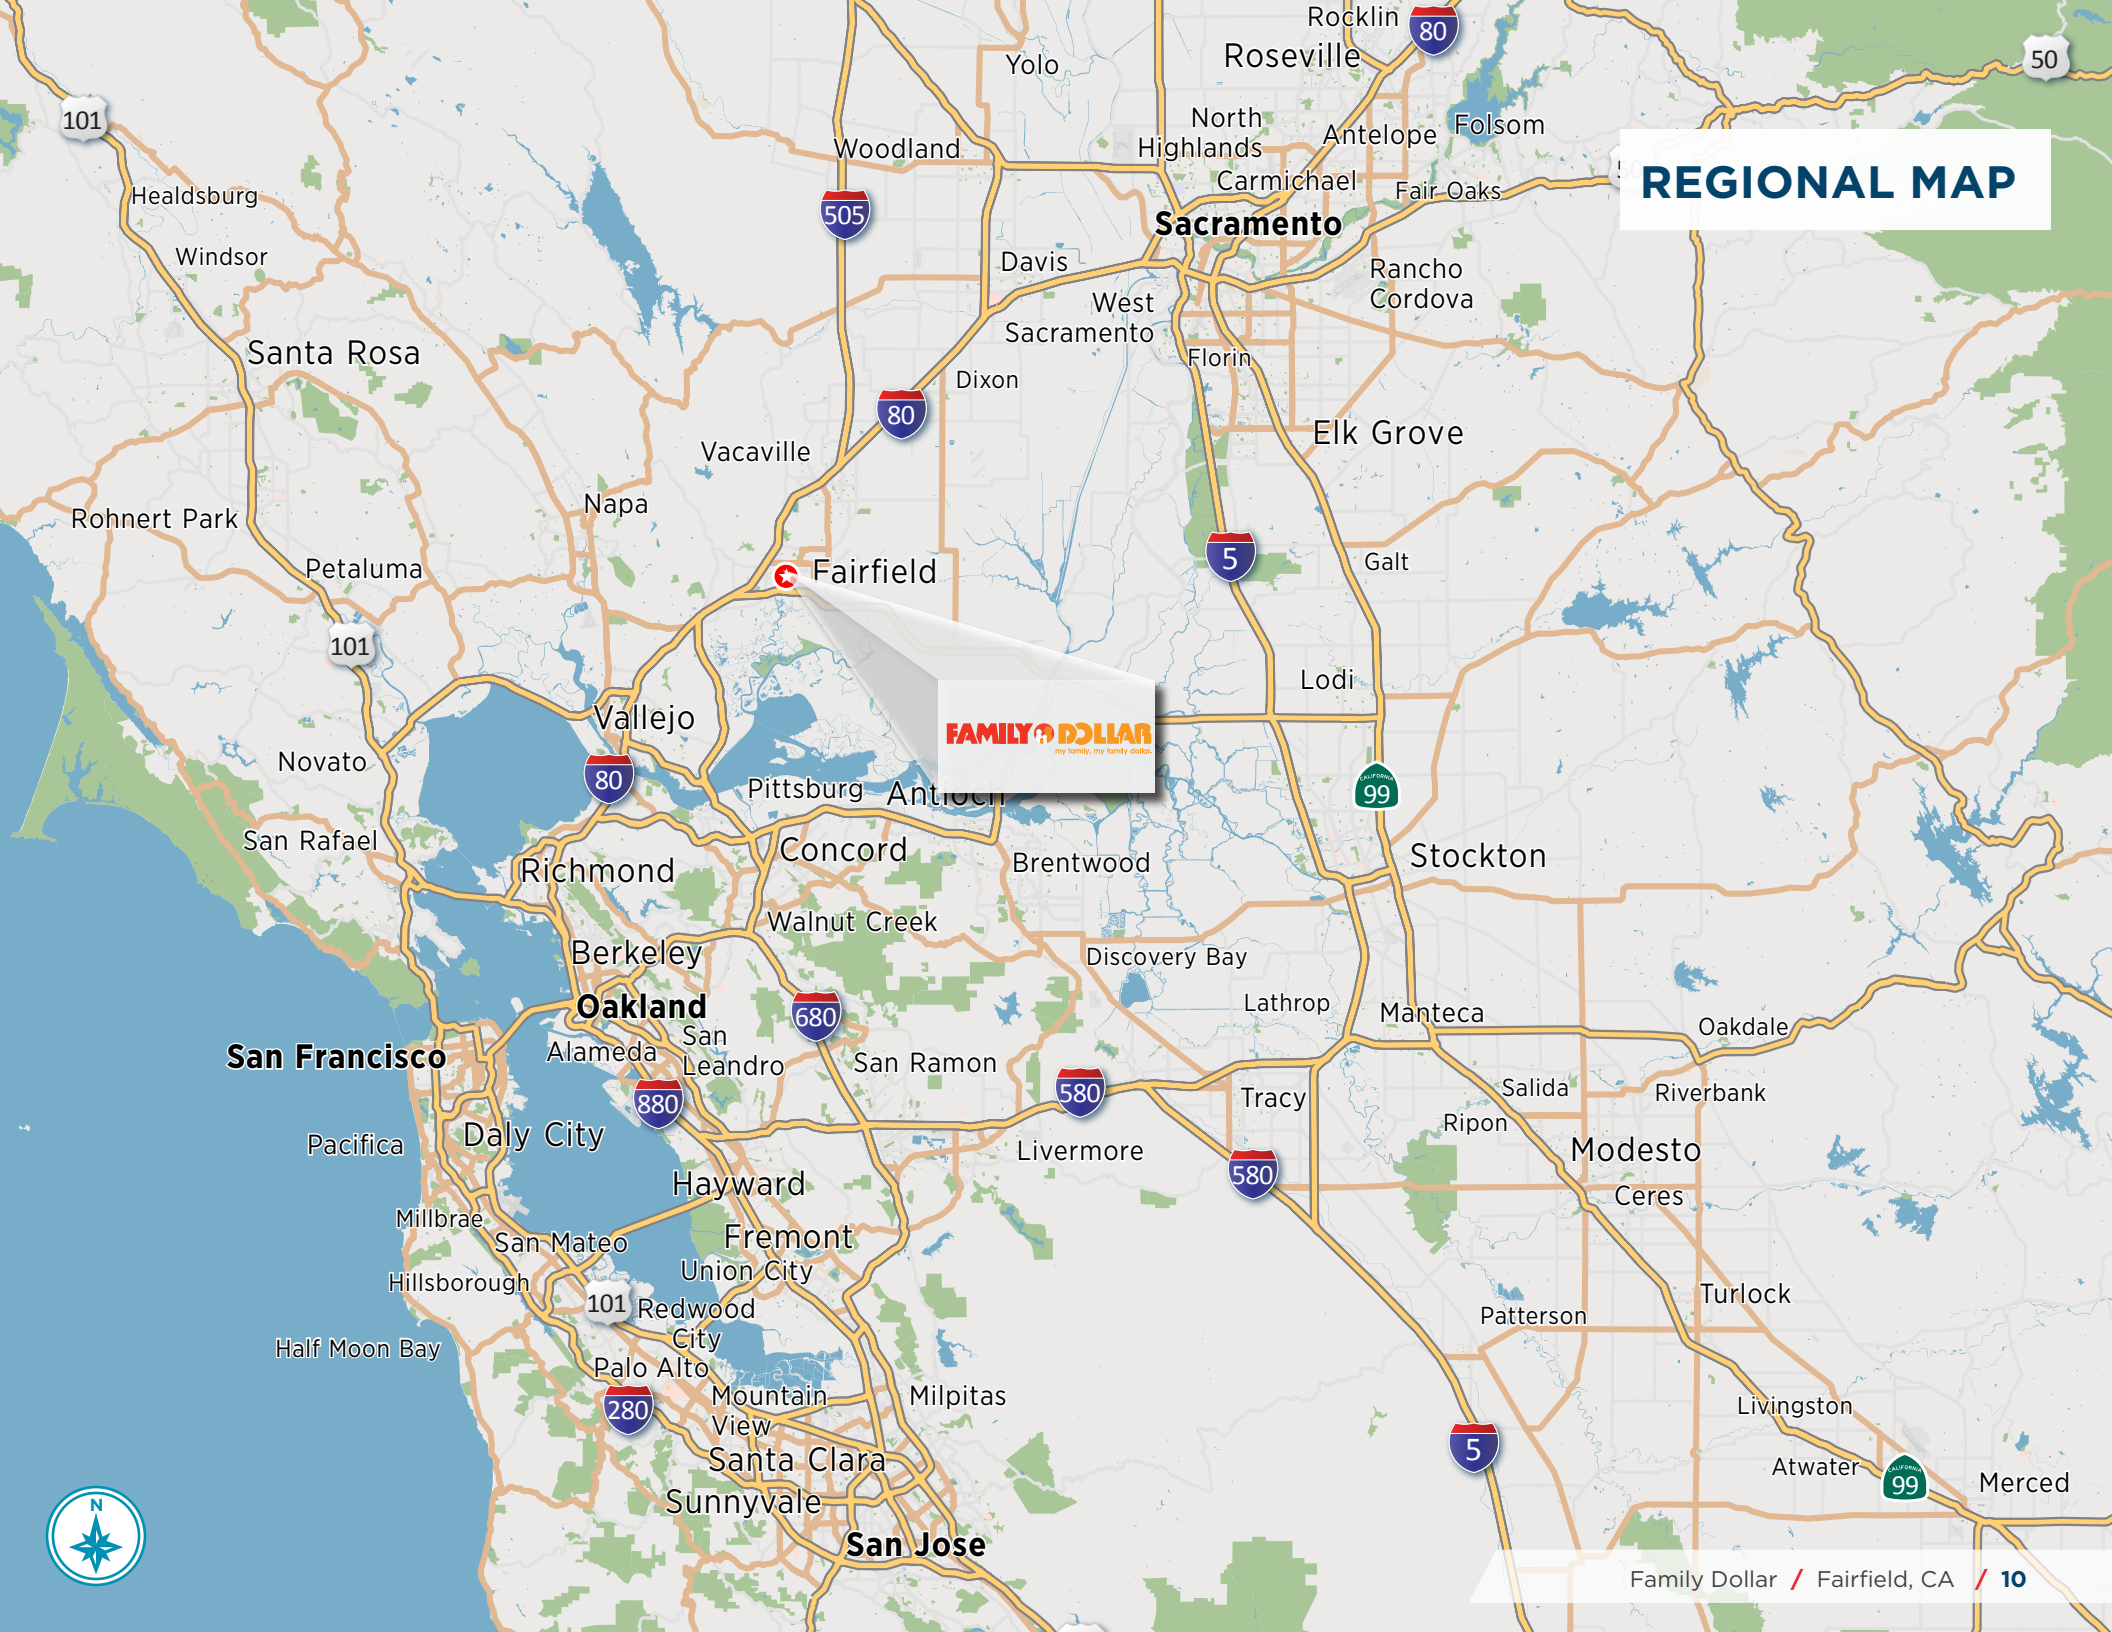 Rocklin
80
Roseville
50
Yolo
101
North
Highlands
Antelope
Folsom
Woodland
50
REGIONAL MAP
Carmichael
Fair Oaks
Healdsburg
505
Sacramento
Windsor
Davis
Rancho
Cordova
West
Sacramento
Santa Rosa
Florin
Dixon
80
Elk Grove
Vacaville
Napa
Rohnert Park
5
Galt
Petaluma
Fairfield
101
Lodi
Vallejo
FAMILY DOLLAR
my family, my family dollar.
Novato
80
Pittsburg
Antioch
CALIFORNIA
99
San Rafael
Concord
Stockton
Richmond
Brentwood
Walnut Creek
Berkeley
Discovery Bay
Oakland
Lathrop
Manteca
680
Oakdale
San
Leandro
Alameda
San Francisco
San Ramon
580
Salida
Riverbank
880
Tracy
Ripon
Daly City
Pacifica
Livermore
Modesto
580
Hayward
Ceres
Millbrae
Fremont
San Mateo
Union City
Hillsborough
Turlock
101
Redwood
City
Patterson
Half Moon Bay
Palo Alto
Mountain
View
Milpitas
280
Livingston
5
Santa Clara
Atwater
CALIFORNIA
99
Merced
Sunnyvale
N
San Jose
Family Dollar / Fairfield, CA / 10